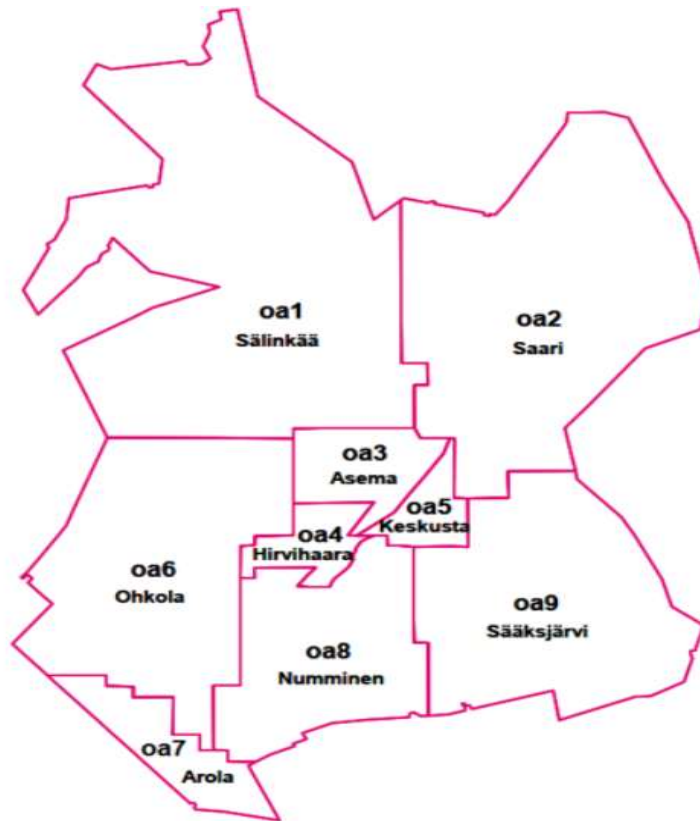 oa1
Sälinkää
oa2
Saari
oa3
Asema
oa4
Hirvihaara
oa5
Keskusta
oa6
Ohkola
oa7
Arola
oa8
Numminen
oa9
Sääksjärvi